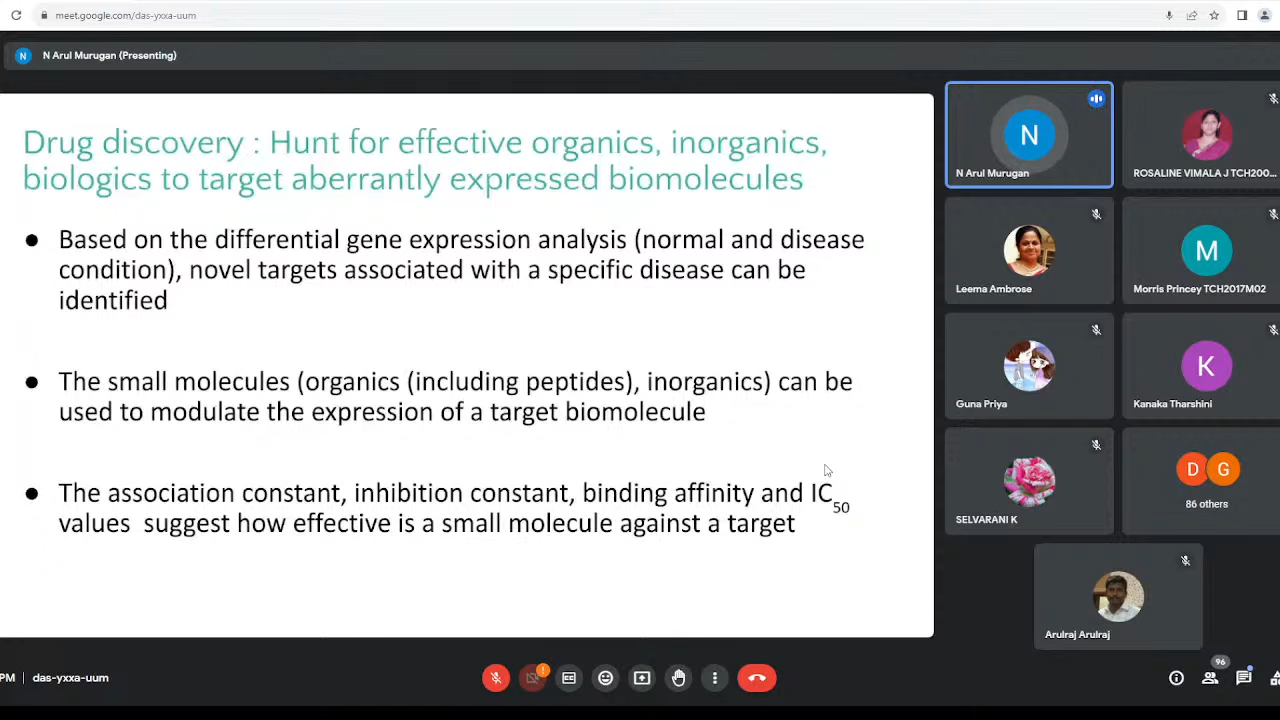 meet.google.com/das-yxxa-uum
N
N Arul Murugan (Presenting)
Drug discovery : Hunt for effective organics, inorganics,
biologics to target aberrantly expressed biomolecules
● Based on the differential gene expression analysis (normal and disease
condition), novel targets associated with a specific disease can be
identified
● The small molecules (organics (including peptides), inorganics) can be
used to modulate the expression of a target biomolecule
● The association constant, inhibition constant, binding affinity and IC50
values suggest how effective is a small molecule against a target
N
N Arul Murugan
ROSALINE VIMALA J TCH200...
Leema Ambrose
M
Morris Princey TCH2017M02
Guna Priya
K
Kanaka Tharshini
SELVARANI K
D G
86 others
Arulraj Arulraj
PM | das-yxxa-uum
!
96